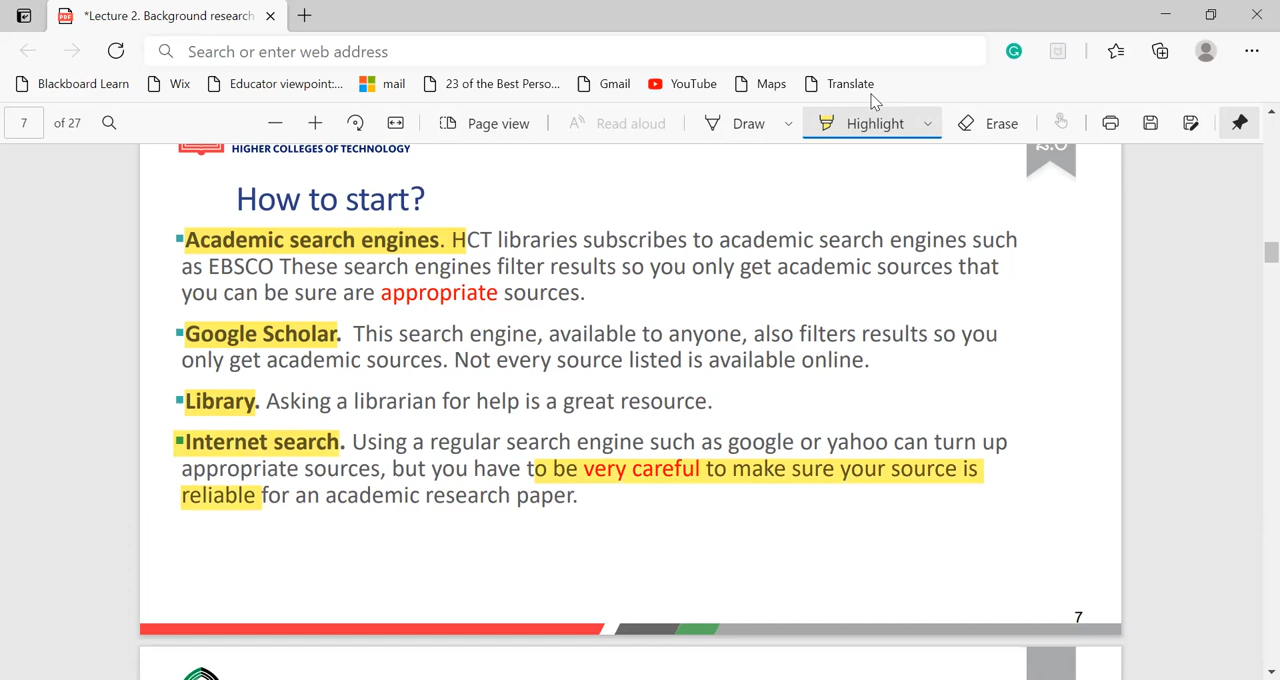 *Lecture 2. Background research
Search or enter web address
Blackboard Learn Wix Educator viewpoint:... mail 23 of the Best Perso... Gmail YouTube Maps Translate
7 of 27 Page view Read aloud Draw Highlight Erase
HIGHER COLLEGES OF TECHNOLOGY
How to start?
▪Academic search engines. HCT libraries subscribes to academic search engines such
as EBSCO These search engines filter results so you only get academic sources that
you can be sure are appropriate sources.
▪Google Scholar. This search engine, available to anyone, also filters results so you
only get academic sources. Not every source listed is available online.
▪Library. Asking a librarian for help is a great resource.
▪Internet search. Using a regular search engine such as google or yahoo can turn up
appropriate sources, but you have to be very careful to make sure your source is
reliable for an academic research paper.
7